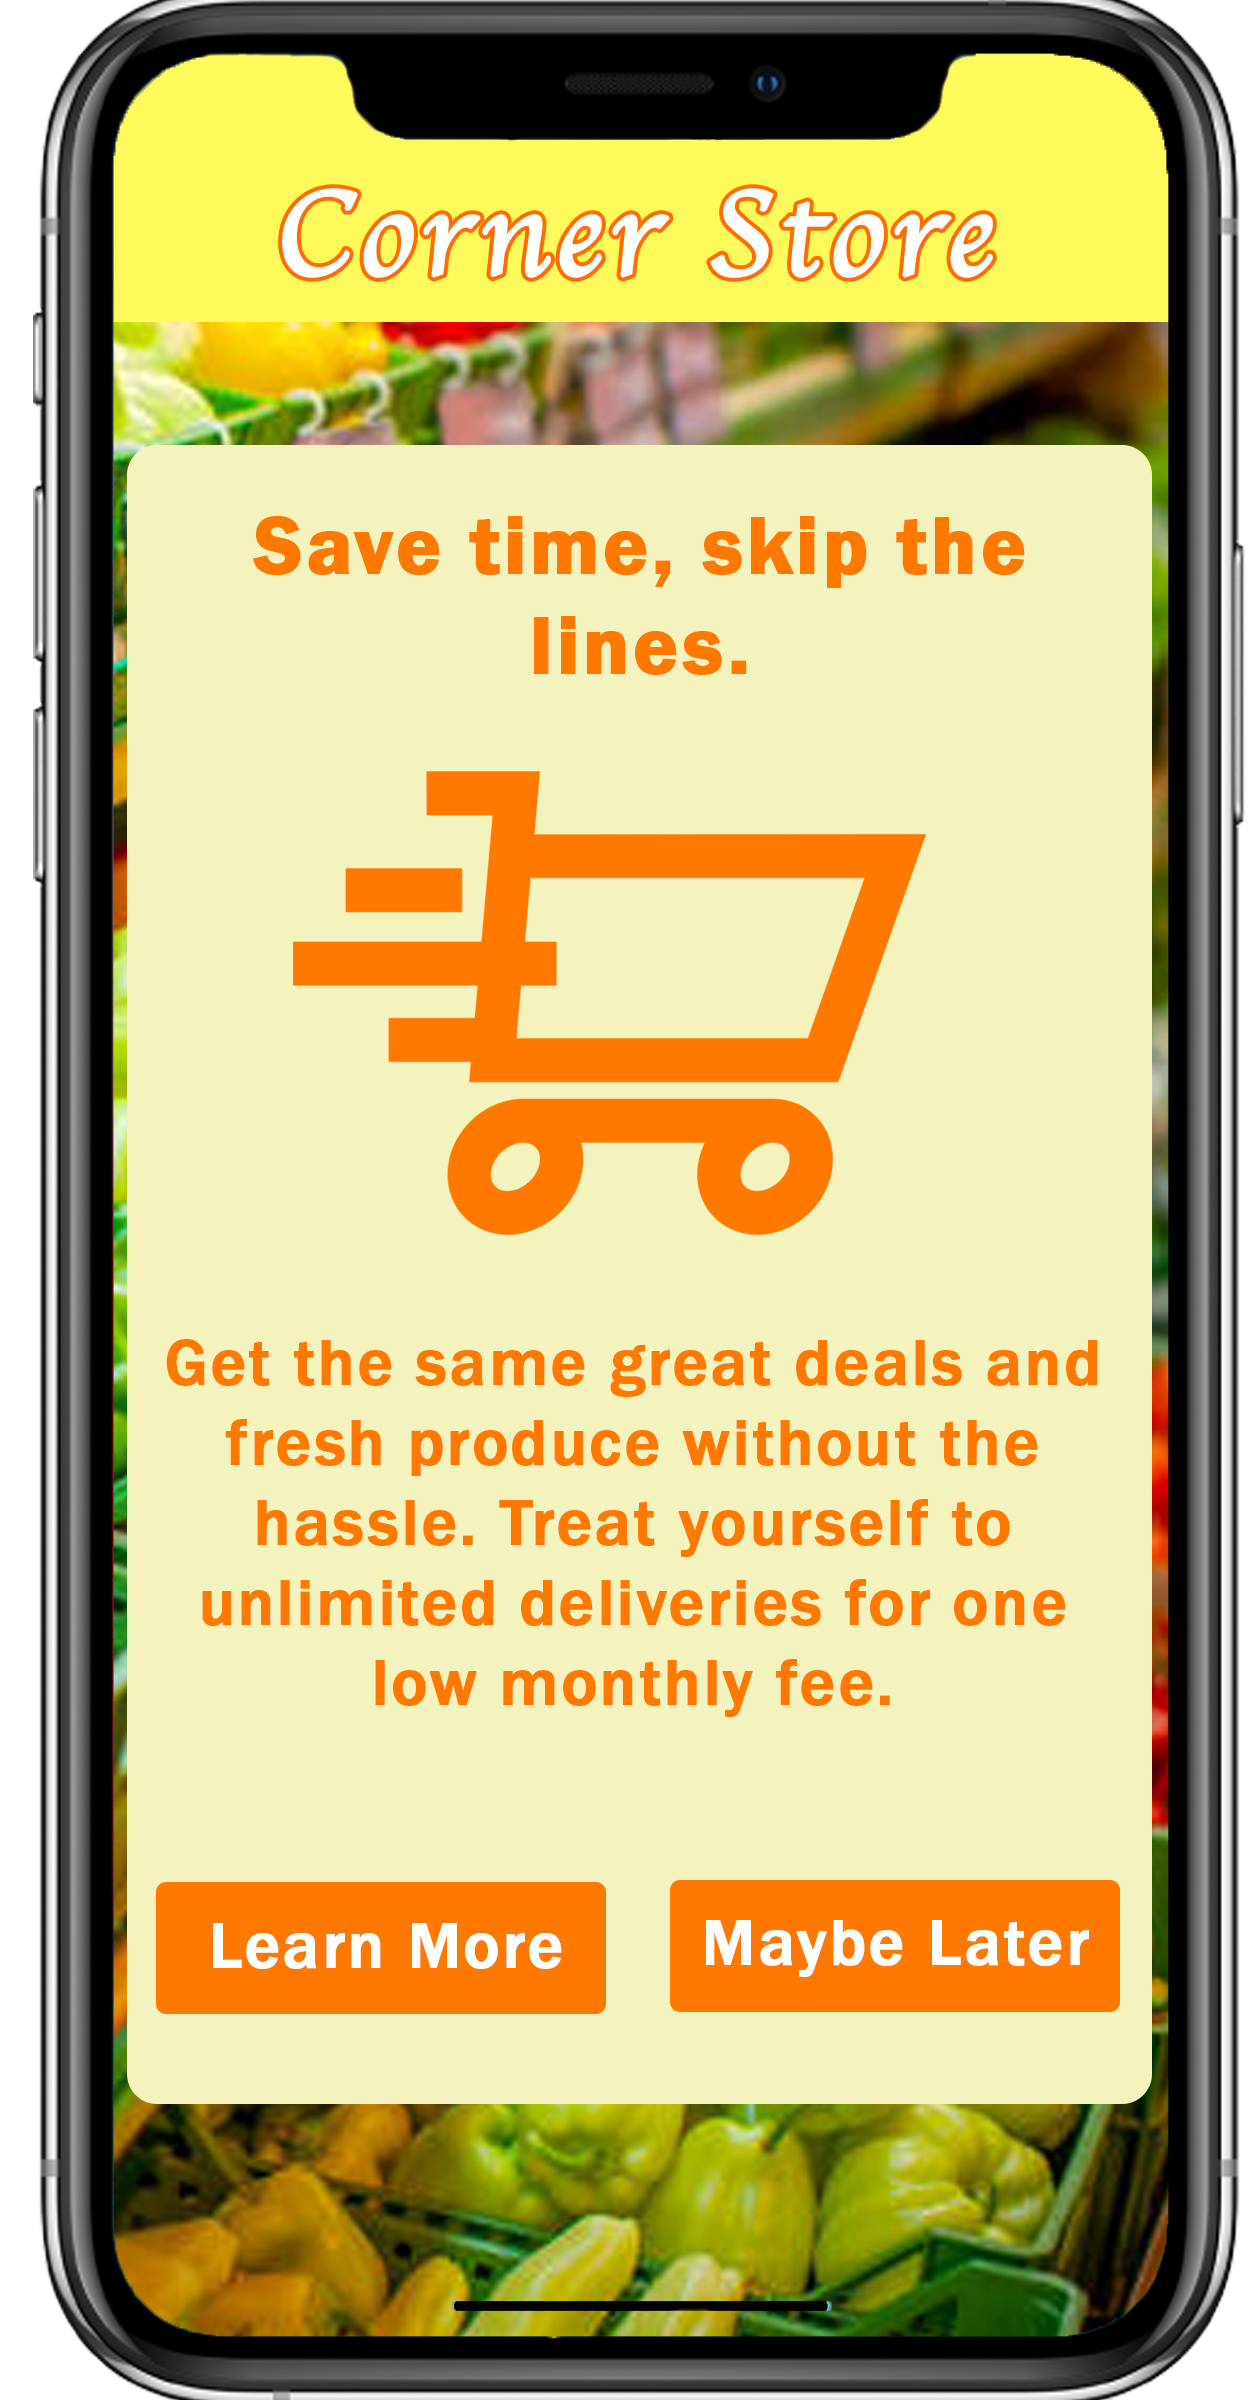 Corner Store
Save time, skip the
lines.
Get the same great deals and
fresh produce without the
hassle. Treat yourself to
unlimited deliveries for one
low monthly fee.
Learn More
Maybe Later